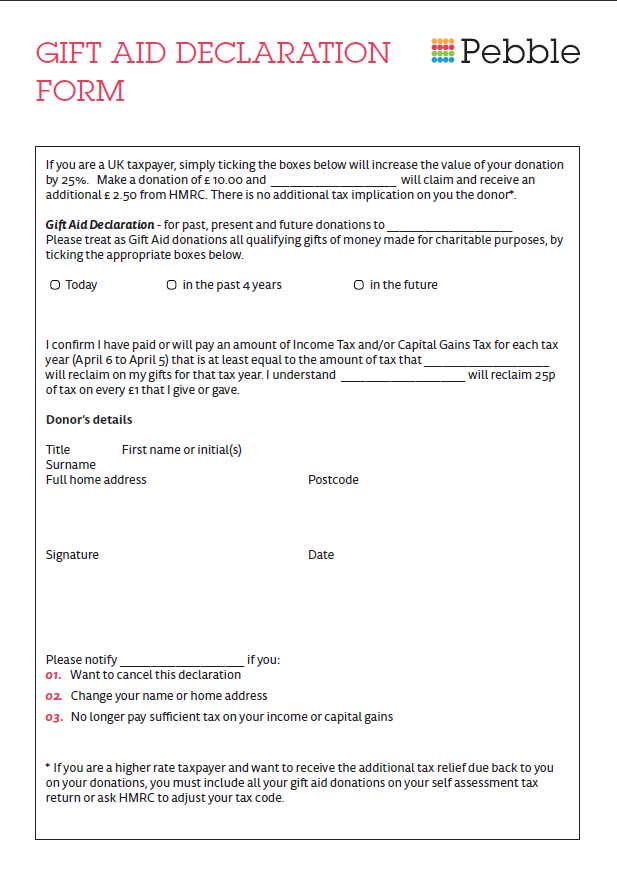 GIFT AID DECLARATION
FORM
Pebble
If you are a UK taxpayer, simply ticking the boxes below will increase the value of your donation
by 25%. Make a donation of £ 10.00 and ____________________ will claim and receive an
additional £ 2.50 from HMRC. There is no additional tax implication on you the donor*.
Gift Aid Declaration - for past, present and future donations to ____________________
Please treat as Gift Aid donations all qualifying gifts of money made for charitable purposes, by
ticking the appropriate boxes below.
Today in the past 4 years in the future
I confirm I have paid or will pay an amount of Income Tax and/or Capital Gains Tax for each tax
year (April 6 to April 5) that is at least equal to the amount of tax that ____________________
will reclaim on my gifts for that tax year. I understand ____________________ will reclaim 25p
of tax on every £1 that I give or gave.
Donor's details
Title First name or initial(s)
Surname
Full home address Postcode
Signature Date
Please notify ____________________ if you:
01. Want to cancel this declaration
02. Change your name or home address
03. No longer pay sufficient tax on your income or capital gains
* If you are a higher rate taxpayer and want to receive the additional tax relief due back to you
on your donations, you must include all your gift aid donations on your self assessment tax
return or ask HMRC to adjust your tax code.